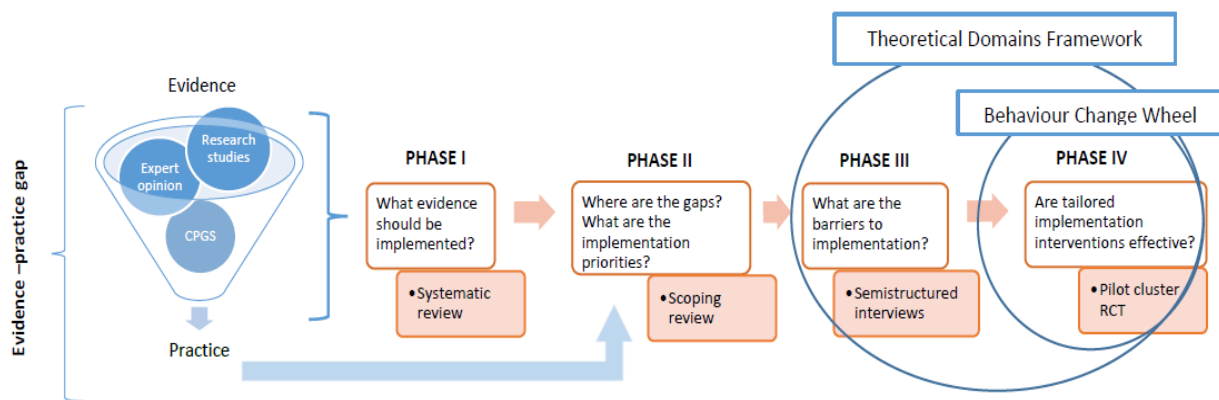 Theoretical Domains Framework
Behaviour Change Wheel
Evidence –practice gap
Evidence
Research
studies
Expert
opinion
CPGS
Practice
PHASE I
What evidence
should be
implemented?
•Systematic
review
PHASE II
Where are the gaps?
What are the
implementation
priorities?
•Scoping
review
PHASE III
What are the
barriers to
implementation?
•Semistructured
interviews
PHASE IV
Are tailored
implementation
interventions
effective?
•Pilot cluster
RCT